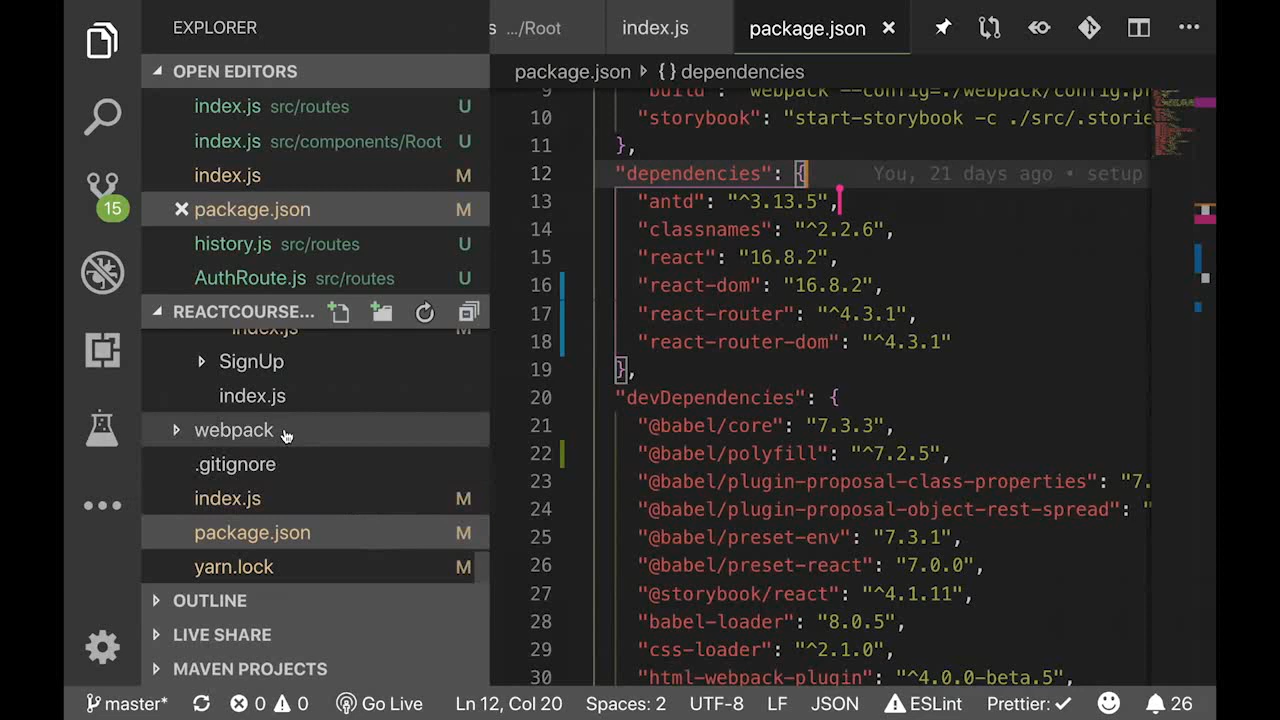 EXPLORER
OPEN EDITORS
index.js src/routes U
index.js src/components/Root U
index.js M
package.json M
history.js src/routes U
AuthRoute.js src/routes U
REACTCOURSE...
index.js M
SignUp
index.js
webpack
.gitignore
index.js M
package.json M
yarn.lock M
OUTLINE
LIVE SHARE
MAVEN PROJECTS
15
s .../Root
index.js
package.json
package.json { } dependencies
9 "build": "webpack --config=./webpack/config.pr
10 "storybook": "start-storybook -c ./src/.storie
11 },
12 "dependencies": { You, 21 days ago • setup
13 "antd": "^3.13.5",
14 "classnames": "^2.2.6",
15 "react": "16.8.2",
16 "react-dom": "16.8.2",
17 "react-router": "^4.3.1",
18 "react-router-dom": "^4.3.1"
19 },
20 "devDependencies": {
21 "@babel/core": "7.3.3",
22 "@babel/polyfill": "^7.2.5",
23 "@babel/plugin-proposal-class-properties": "7.
24 "@babel/plugin-proposal-object-rest-spread": "
25 "@babel/preset-env": "7.3.1",
26 "@babel/preset-react": "7.0.0",
27 "@storybook/react": "^4.1.11",
28 "babel-loader": "8.0.5",
29 "css-loader": "^2.1.0",
30 "html-webpack-plugin": "^4.0.0-beta.5",
master* 0 0 Go Live Ln 12, Col 20 Spaces: 2 UTF-8 LF JSON ESLint Prettier: ✓ 26